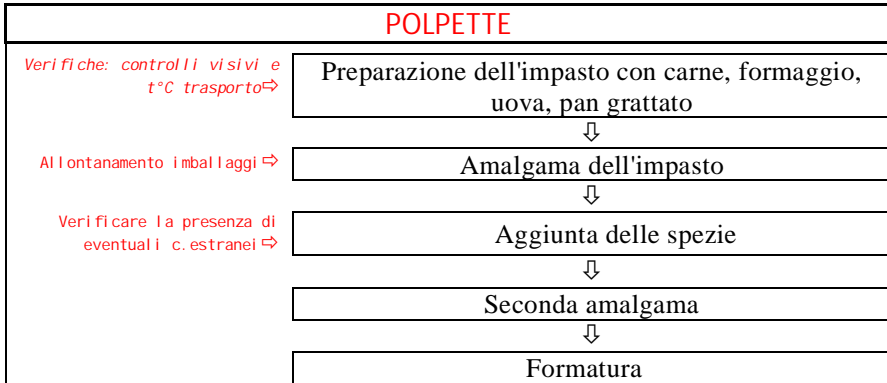 POLPETTE
Verifiche: controlli visivi e
t°C trasporto⇨
Preparazione dell'impasto con carne, formaggio,
uova, pan grattato
⇩
Allontanamento imballaggi⇨
Amalgama dell'impasto
⇩
Verificare la presenza di
eventuali c.estranei⇨
Aggiunta delle spezie
⇩
Seconda amalgama
⇩
Formatura